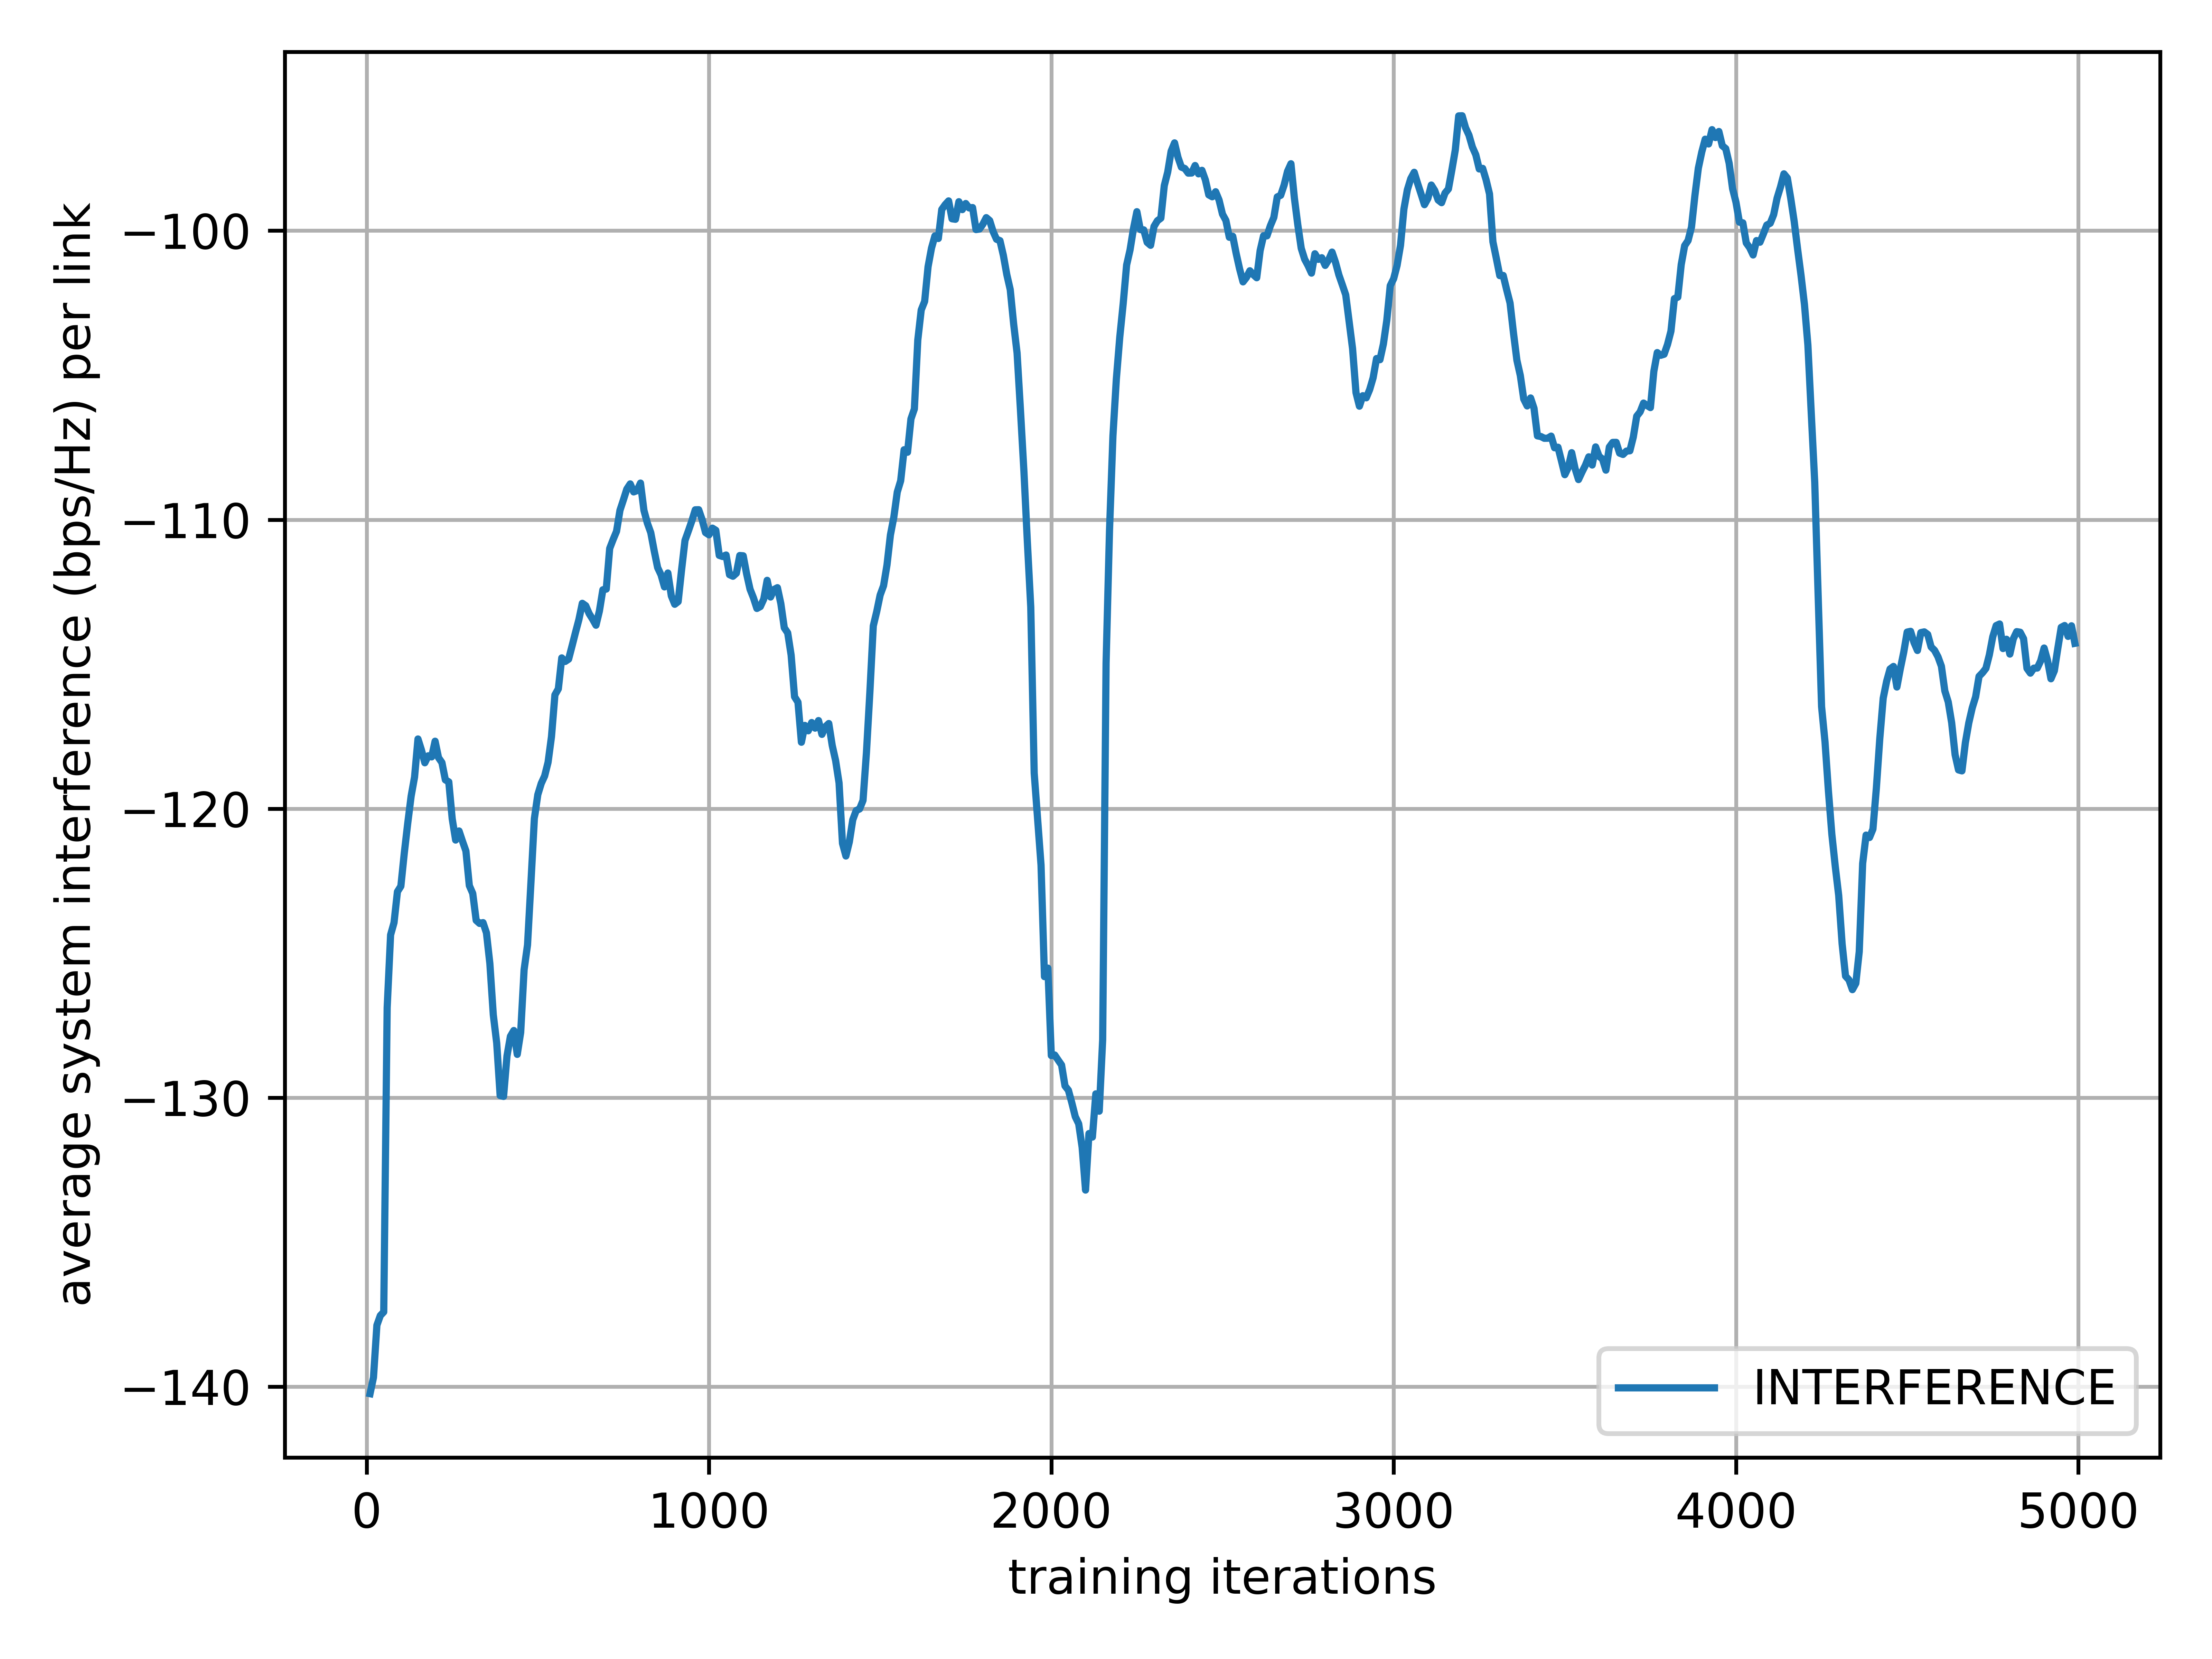 average system interference (bps/Hz) per link
−100
−110
−120
−130
−140
0 1000 2000 3000 4000 5000
training iterations
INTERFERENCE